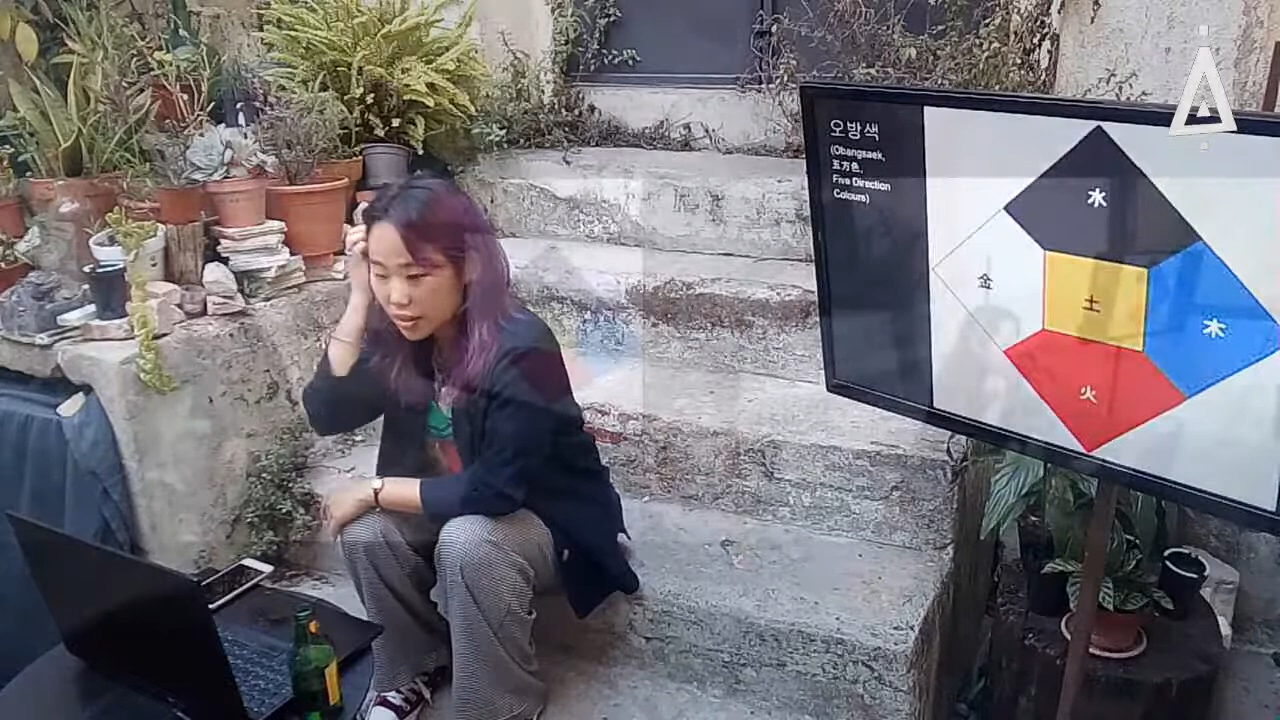 오방색
(Obangsaek,
五方色,
Five Direction
Colours)
水
金
土
木
火